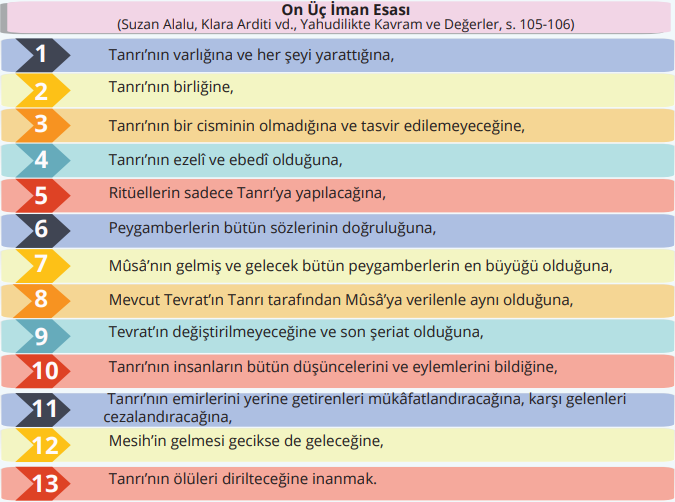 On Üç İman Esası
(Suzan Alalu, Klara Arditi vd., Yahudilikte Kavram ve Değerler, s. 105-106)
1 Tanrı’nın varlığına ve her şeyi yarattığına,
2 Tanrı’nın birliğine,
3 Tanrı’nın bir cisminin olmadığına ve tasvir edilemeyeceğine,
4 Tanrı’nın ezelî ve ebedî olduğuna,
5 Ritüellerin sadece Tanrı’ya yapılacağına,
6 Peygamberlerin bütün sözlerinin doğruluğuna,
7 Mûsâ’nın gelmiş ve gelecek bütün peygamberlerin en büyüğü olduğuna,
8 Mevcut Tevrat’ın Tanrı tarafından Mûsâ’ya verilenle aynı olduğuna,
9 Tevrat’ın değiştirilmeyeceğine ve son şeriat olduğuna,
10 Tanrı’nın insanların bütün düşüncelerini ve eylemlerini bildiğine,
11 Tanrı’nın emirlerini yerine getirenleri mükâfatlandıracağına, karşı gelenleri
cezalandıracağına,
12 Mesih’in gelmesi gecikse de geleceğine,
13 Tanrı’nın ölüleri dirilteceğine inanmak.